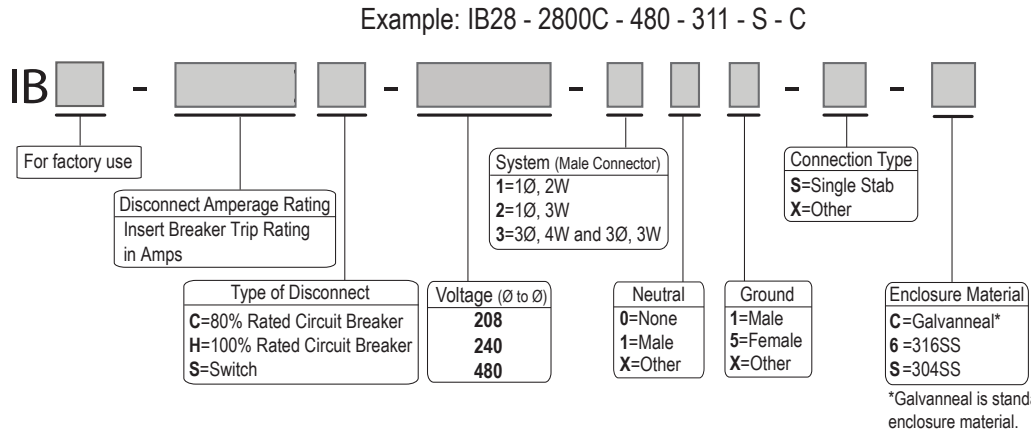 Example: IB28 - 2800C - 480 - 311 - S - C
IB - - - - -
For factory use
Disconnect Amperage Rating
Insert Breaker Trip Rating
in Amps
Type of Disconnect
C=80% Rated Circuit Breaker
H=100% Rated Circuit Breaker
S=Switch
Voltage (Ø to Ø)
208
240
480
System (Male Connector)
1=1Ø, 2W
2=1Ø, 3W
3=3Ø, 4W and 3Ø, 3W
Neutral
0=None
1=Male
X=Other
Ground
1=Male
5=Female
X=Other
Connection Type
S=Single Stab
X=Other
Enclosure Material
C=Galvanneal*
6 =316SS
S =304SS
*Galvanneal is
enclosure material.